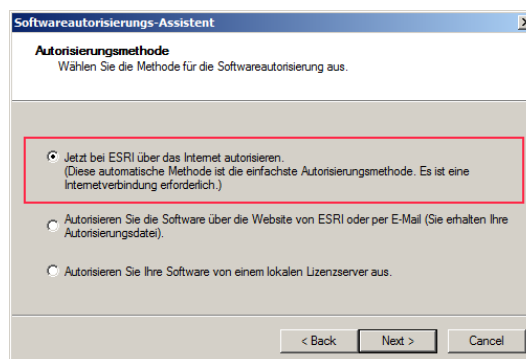 Softwareautorisierungs-Assistent
Autorisierungsmethode
Wählen Sie die Methode für die Softwareautorisierung aus.
Jetzt bei ESRI über das Internet autorisieren.
(Diese automatische Methode ist die einfachste Autorisierungsmethode. Es ist eine
Internetverbindung erforderlich.)
Autorisieren Sie die Software über die Website von ESRI oder per E-Mail (Sie erhalten Ihre
Autorisierungsdatei).
Autorisieren Sie Ihre Software von einem lokalen Lizenzserver aus.
< Back Next > Cancel